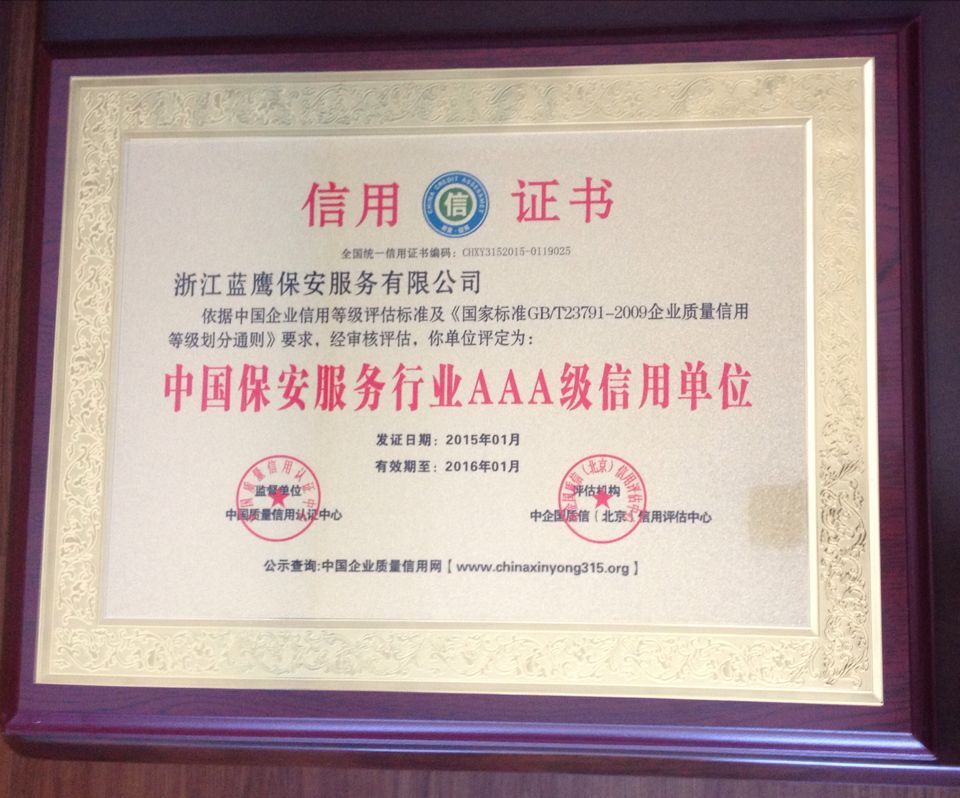 信用 信 证书
CHINA CREDIT ASSESSMENT
全国统一信用证书编码：CHXY3152015-0119025
浙江蓝鹰保安服务有限公司
依据中国企业信用等级评估标准及《国家标准GB/T23791-2009企业质量信用
等级划分通则》要求，经审核评估，你单位评定为：
中国保安服务行业AAA级信用单位
发证日期：2015年01月
有效期至：2016年01月
监督单位
中国质量信用认证中心
评估机构
中企国质信（北京）信用评估中心
公示查询:中国企业质量信用网【www.chinaxinyong315.org】